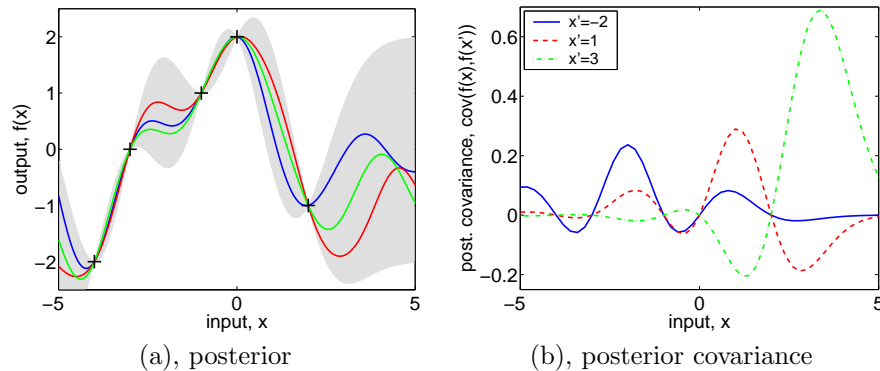 2
1
0
−1
−2
−5
0
5
output, f(x)
input, x
(a), posterior
0.6
0.4
0.2
0
−0.2
−5
0
5
post. covariance, cov(f(x),f(x'))
input, x
x'=−2
x'=1
x'=3
(b), posterior covariance